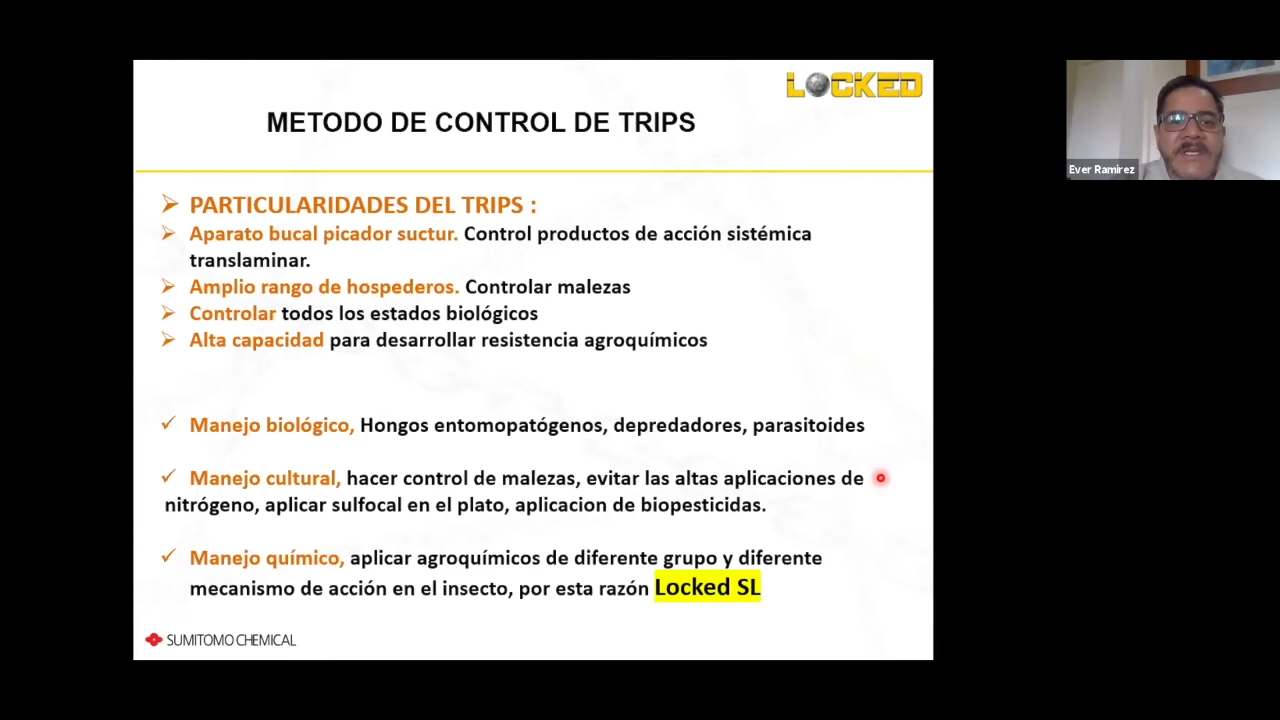 LOCKED
METODO DE CONTROL DE TRIPS
PARTICULARIDADES DEL TRIPS :
Aparato bucal picador suctur. Control productos de acción sistémica
translaminar.
Amplio rango de hospederos. Controlar malezas
Controlar todos los estados biológicos
Alta capacidad para desarrollar resistencia agroquímicos
Manejo biológico, Hongos entomopatógenos, depredadores, parasitoides
Manejo cultural, hacer control de malezas, evitar las altas aplicaciones de
nitrógeno, aplicar sulfocal en el plato, aplicacion de biopesticidas.
Manejo químico, aplicar agroquímicos de diferente grupo y diferente
mecanismo de acción en el insecto, por esta razón Locked SL
SUMITOMO CHEMICAL
Ever Ramirez